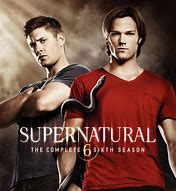 SUPERNATURAL
THE COMPLETE 6 SIXTH SEASON